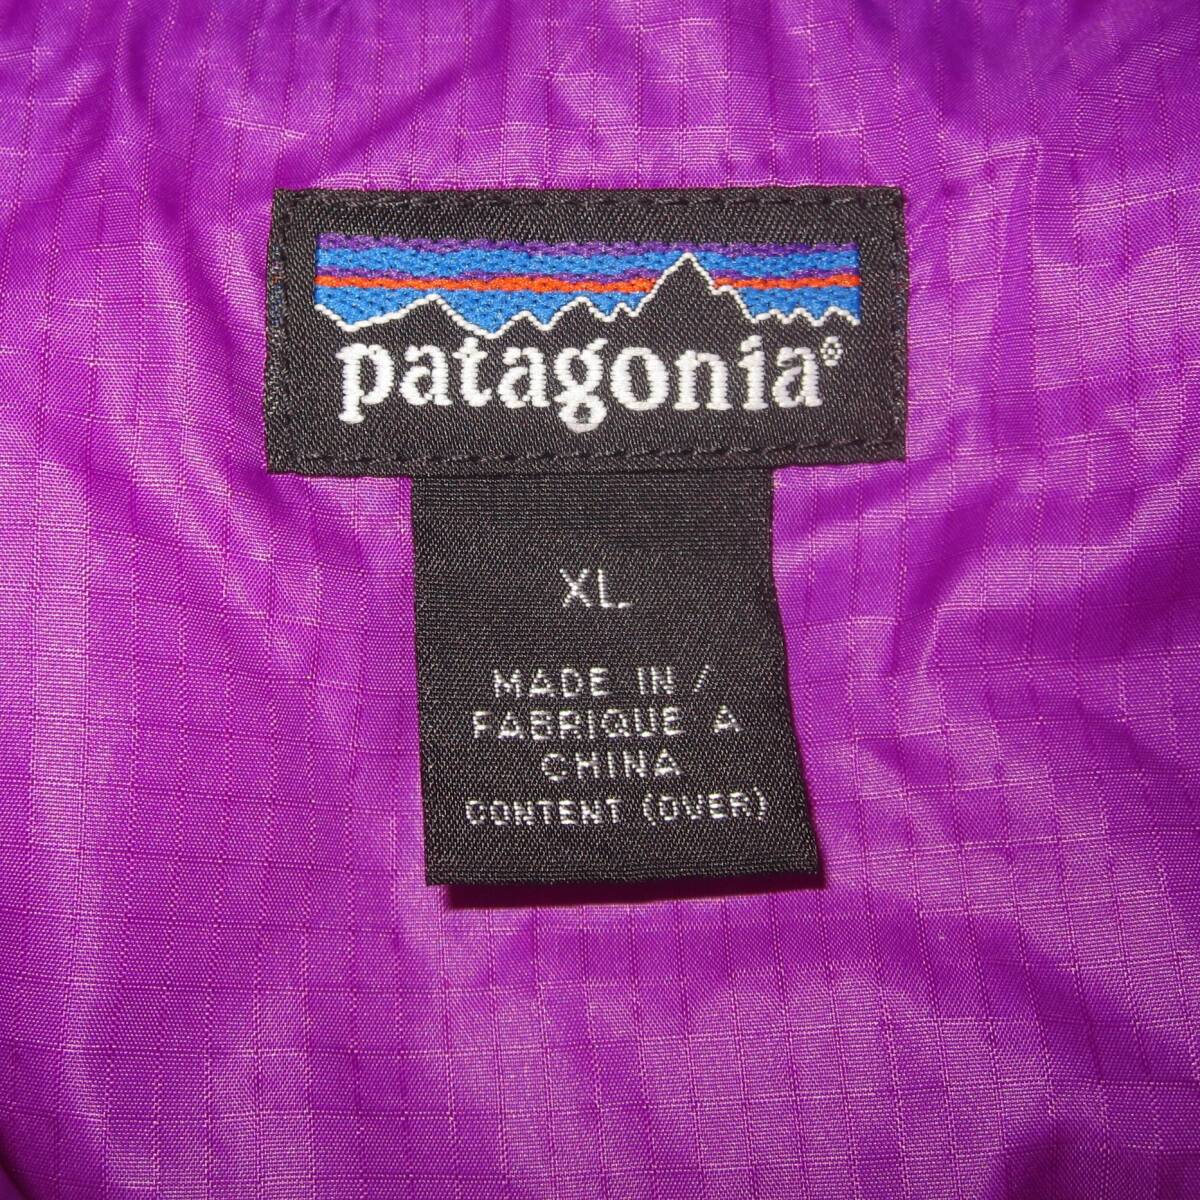 patagonia®
XL
MADE IN /
FABRIQUE A
CHINA
CONTENT (OVER)